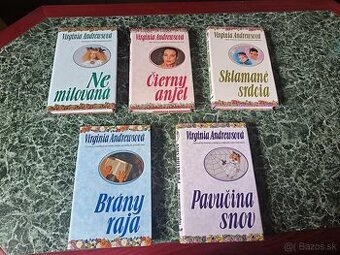 Virginia Andrewsová
Ne
milovaná
Virginia Andrewsová
Čierny
anjel
Virginia Andrewsová
Sklamané
srdcia
Virginia Andrewsová
Brány
raja
Virginia Andrewsová
Pavučina
snov
Bazos.sk